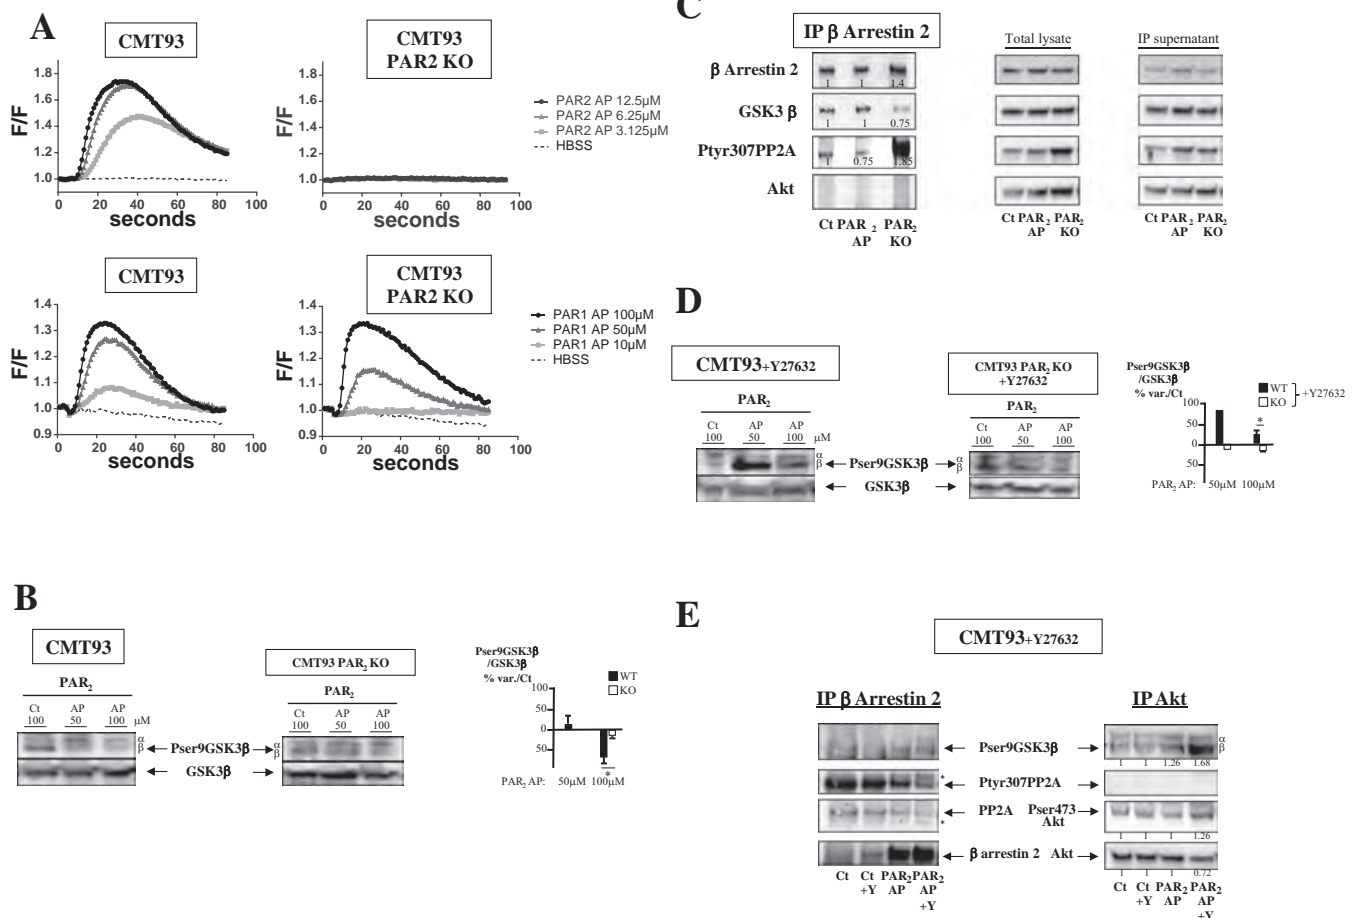 A
CMT93
CMT93
PAR2 KO
F/F
1.8
1.6
1.4
1.2
1.0
0 20 40 60 80 100
seconds
F/F
1.8
1.6
1.4
1.2
1.0
0 20 40 60 80 100
seconds
PAR2 AP 12.5µM
PAR2 AP 6.25µM
PAR2 AP 3.125µM
HBSS
CMT93
CMT93
PAR2 KO
F/F
1.4
1.3
1.2
1.1
1.0
0.9
0 20 40 60 80 100
seconds
F/F
1.4
1.3
1.2
1.1
1.0
0.9
0 20 40 60 80 100
seconds
PAR1 AP 100µM
PAR1 AP 50µM
PAR1 AP 10µM
HBSS
B
CMT93
PAR2
Ct AP AP
100 50 100 µM
CMT93 PAR2 KO
PAR2
Ct AP AP
100 50 100
α
β
Pser9GSK3β
α
β
GSK3β
Pser9GSK3β
/GSK3β
% var./Ct
100
50
0
50
WT
KO
*
PAR2 AP: 50µM 100µM
C
IP β Arrestin 2
Total lysate
IP supernatant
β Arrestin 2
1 1 1.4
GSK3 β
1 1 0.75
Ptyr307PP2A
1 0.75 1.85
Akt
Ct PAR2 PAR2
AP KO
Ct PAR2 PAR2
AP KO
Ct PAR2 PAR2
AP KO
D
CMT93+Y27632
PAR2
Ct AP AP
100 50 100 µM
CMT93 PAR2 KO
+Y27632
PAR2
Ct AP AP
100 50 100
α
β
Pser9GSK3β
α
β
GSK3β
Pser9GSK3β
/GSK3β
% var./Ct
100
50
0
50
WT
KO
+Y27632
*
PAR2 AP: 50µM 100µM
E
CMT93+Y27632
IP β Arrestin 2
IP Akt
Pser9GSK3β
α
β
1 1 1.26 1.68
Ptyr307PP2A
*
PP2A
*
Pser473
Akt
1 1 1 1.26
β arrestin 2
Akt
1 1 1 0.72
Ct Ct PAR2 PAR2
+Y AP AP
+Y
Ct Ct PAR2 PAR2
+Y AP AP
+Y